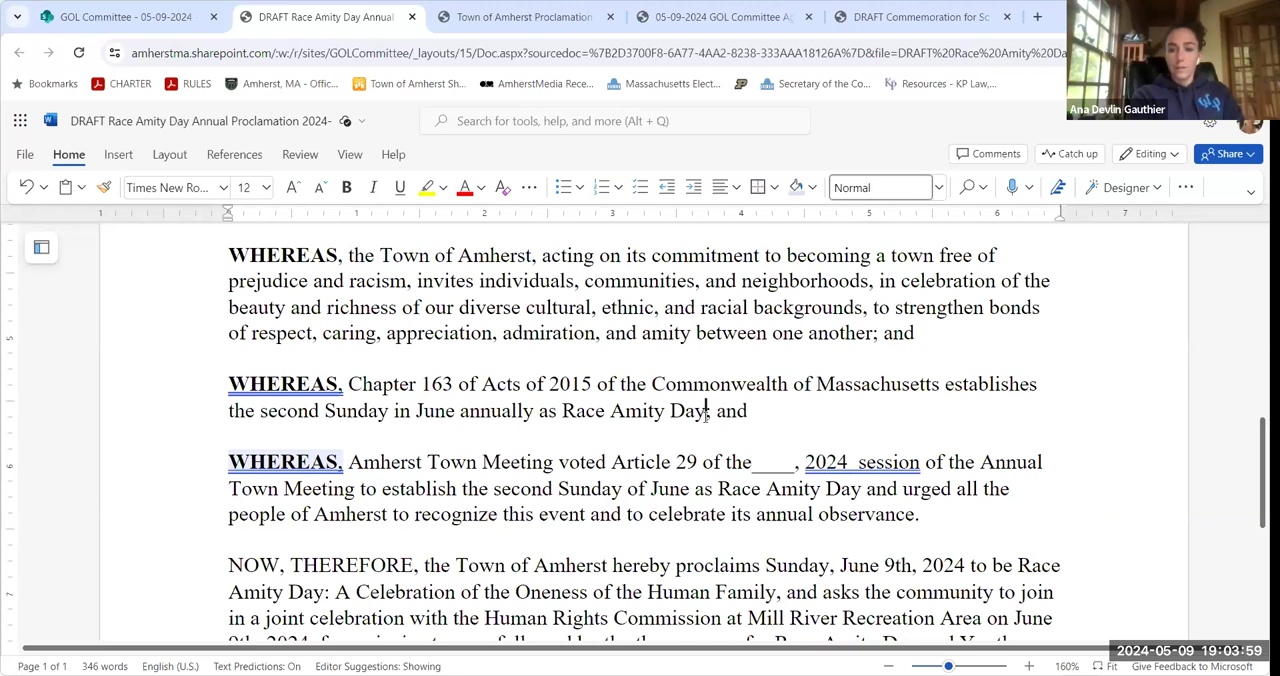 GOL Committee - 05-09-2024
DRAFT Race Amity Day Annual
Town of Amherst Proclamation
05-09-2024 GOL Committee A
DRAFT Commemoration for Sc
amherstma.sharepoint.com/:w:/r/sites/GOLCommittee/_layout
px?sourcedoc=%7B2D3700F8-6A77-4AA2-8238-333AAA18126A%7D&file=DRAFT%20Race%20Amity%20Da
Bookmarks CHARTER RULES Amherst, MA - Offic... Town of Amherst Sh... AmherstMedia Rece... Massachusetts Elect... Secretary of the Co... Resources - KP Law,...
Ana Devlin Gauthier
DRAFT Race Amity Day Annual Proclamation 2024-
Search for tools, help, and more (Alt + Q)
File Home Insert Layout References Review View Help
Comments Catch up Editing Share
Times New Ro... 12 A A B I U A A ... Normal Designer ...
1 1 2 3 4 5 6 7
WHEREAS, the Town of Amherst, acting on its commitment to becoming a town free of
prejudice and racism, invites individuals, communities, and neighborhoods, in celebration of the
beauty and richness of our diverse cultural, ethnic, and racial backgrounds, to strengthen bonds
of respect, caring, appreciation, admiration, and amity between one another; and
5
WHEREAS, Chapter 163 of Acts of 2015 of the Commonwealth of Massachusetts establishes
the second Sunday in June annually as Race Amity Day; and
6
WHEREAS, Amherst Town Meeting voted Article 29 of the____, 2024 session of the Annual
Town Meeting to establish the second Sunday of June as Race Amity Day and urged all the
people of Amherst to recognize this event and to celebrate its annual observance.
NOW, THEREFORE, the Town of Amherst hereby proclaims Sunday, June 9th, 2024 to be Race
7
Amity Day: A Celebration of the Oneness of the Human Family, and asks the community to join
in a joint celebration with the Human Rights Commission at Mill River Recreation Area on June
2024-05-09 19:03:59
Page 1 of 1 346 words English (U.S.) Text Predictions: On Editor Suggestions: Showing 160% Fit Give Feedback to Microsoft